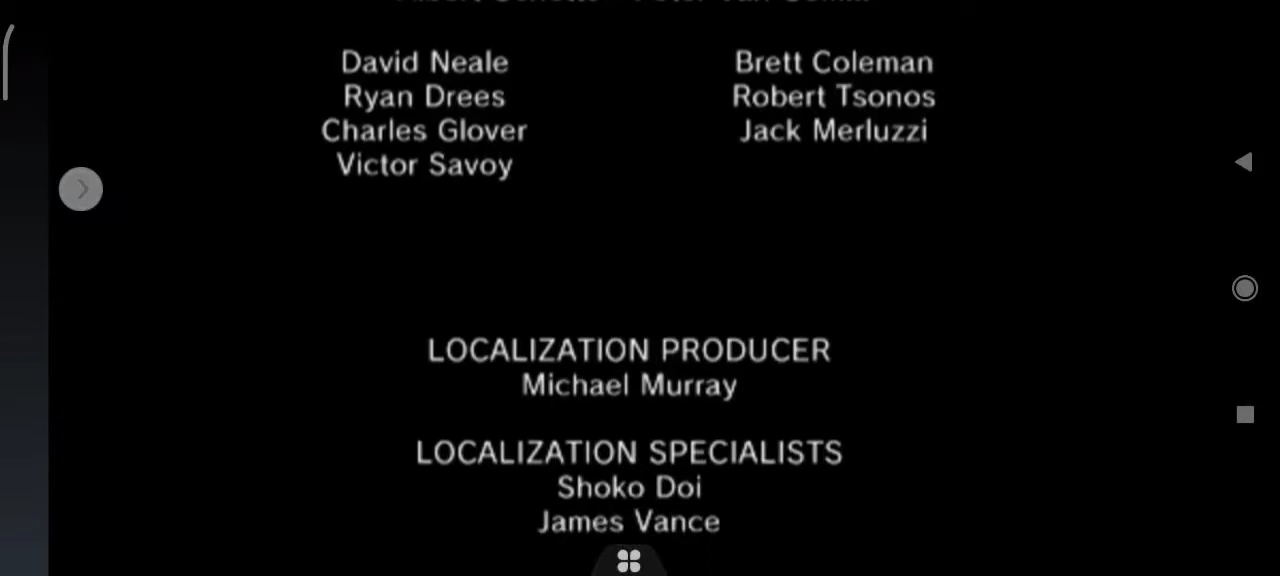 David Neale
Brett Coleman
Ryan Drees
Robert Tsonos
Charles Glover
Jack Merluzzi
Victor Savoy
LOCALIZATION PRODUCER
Michael Murray
LOCALIZATION SPECIALISTS
Shoko Doi
James Vance